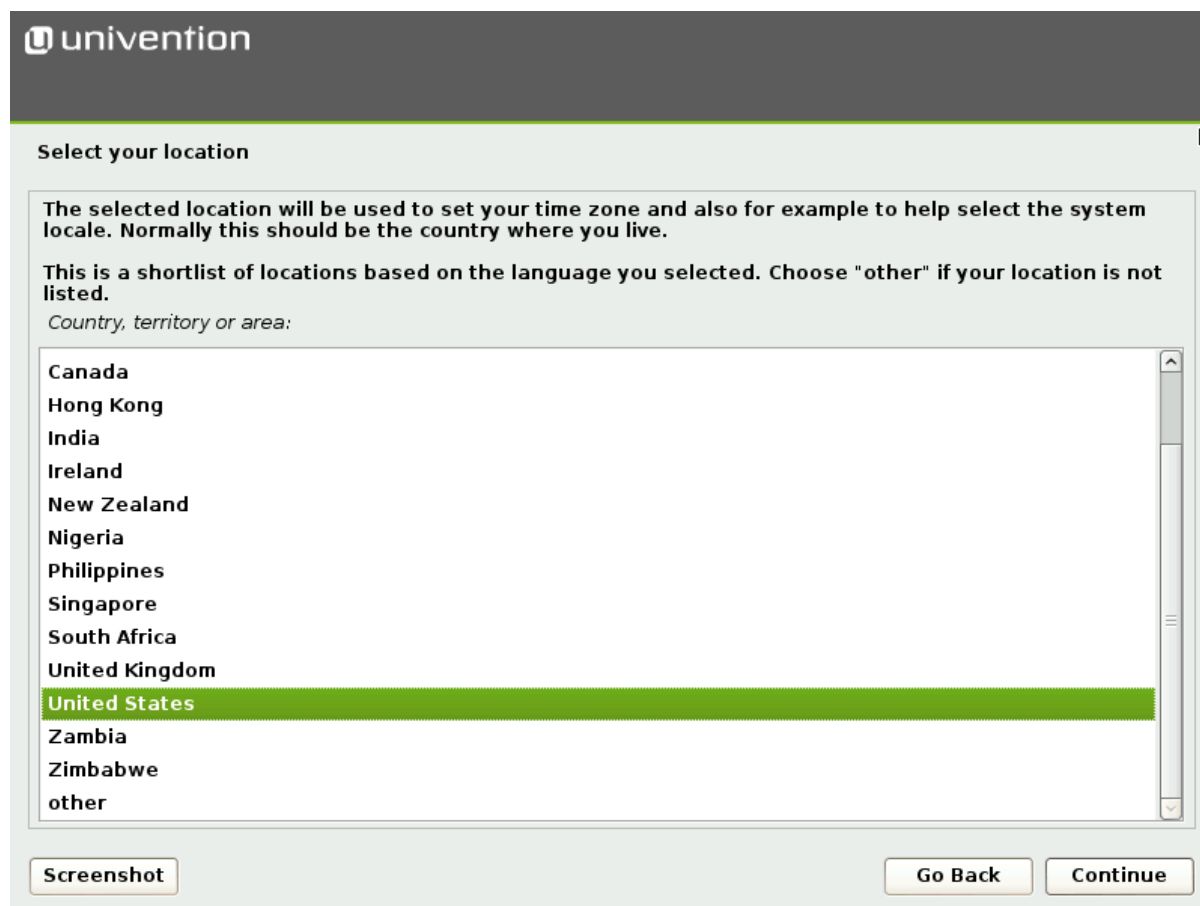 univention
Select your location
The selected location will be used to set your time zone and also for example to help select the system
locale. Normally this should be the country where you live.
This is a shortlist of locations based on the language you selected. Choose "other" if your location is not
listed.
Country, territory or area:
Canada
Hong Kong
India
Ireland
New Zealand
Nigeria
Philippines
Singapore
South Africa
United Kingdom
United States
Zambia
Zimbabwe
other
Screenshot Go Back Continue